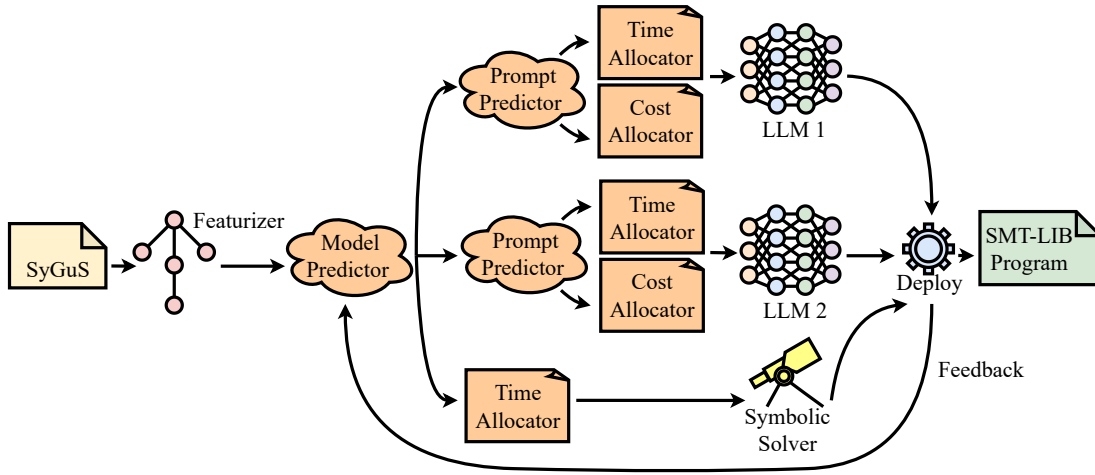 SyGuS
Featurizer
Model
Predictor
Prompt
Predictor
Time
Allocator
Cost
Allocator
LLM 1
Prompt
Predictor
Time
Allocator
Cost
Allocator
LLM 2
Time
Allocator
Symbolic
Solver
Deploy
SMT-LIB
Program
Feedback